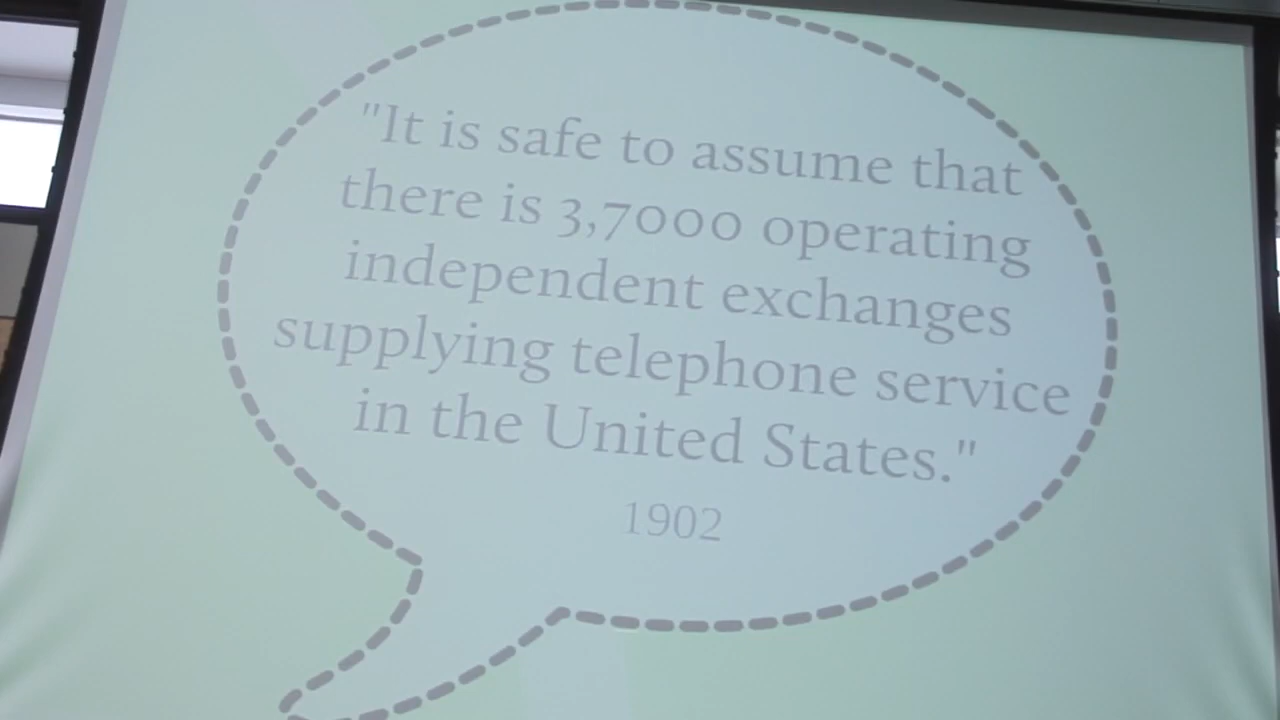 "It is safe to assume that
there is 3,7000 operating
independent exchanges
supplying telephone service
in the United States."
1902